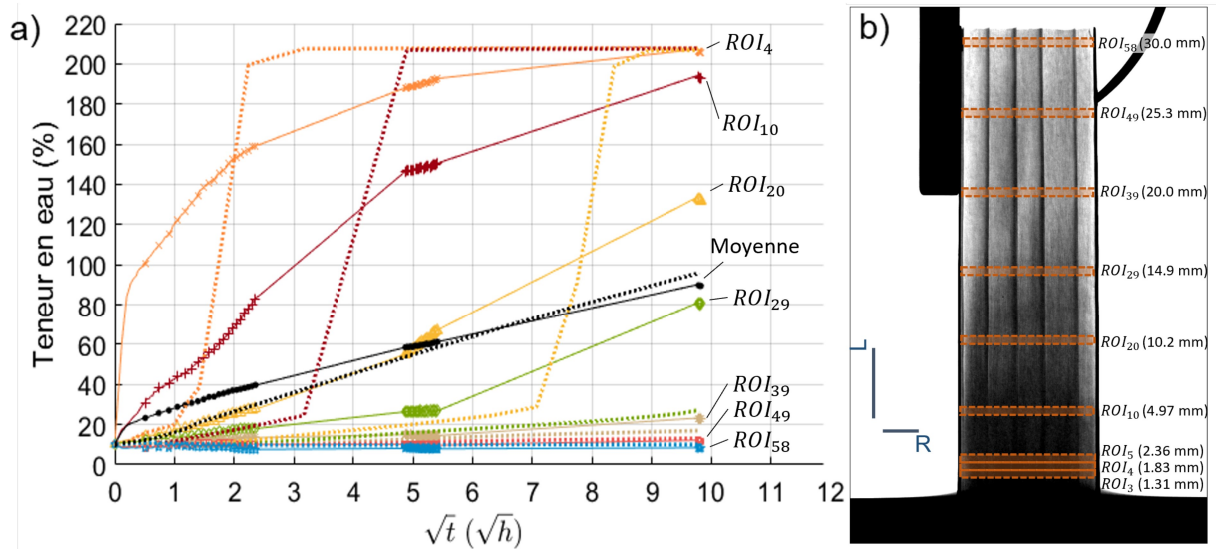 a)
Teneur en eau (%)
220
200
180
160
140
120
100
80
60
40
20
0
0 1 2 3 4 5 6 7 8 9 10 11 12
√t (√h)
ROI4
ROI10
ROI20
Moyenne
ROI29
ROI39
ROI49
ROI58
b)
ROI58 (30.0 mm)
ROI49 (25.3 mm)
ROI39 (20.0 mm)
ROI29 (14.9 mm)
ROI20 (10.2 mm)
L
ROI10 (4.97 mm)
R
ROI5 (2.36 mm)
ROI4 (1.83 mm)
ROI3 (1.31 mm)